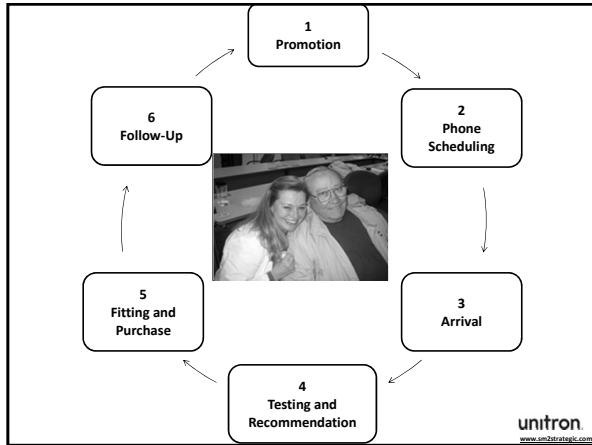 1
Promotion
2
Phone
Scheduling
3
Arrival
4
Testing and
Recommendation
5
Fitting and
Purchase
6
Follow-Up
unitron.
www.sm2strategic.com